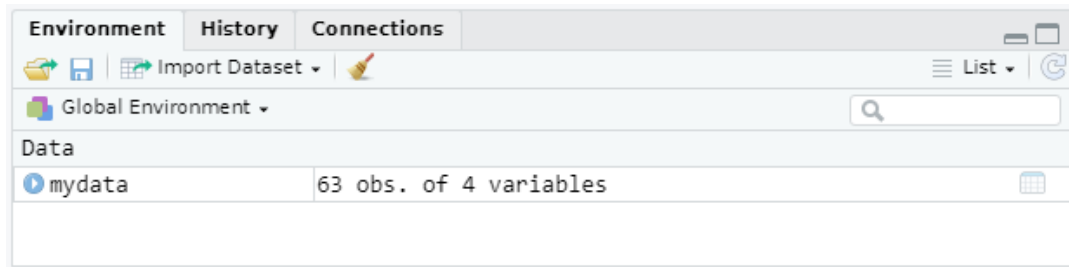 Environment History Connections
Import Dataset List
Global Environment
Data
mydata 63 obs. of 4 variables